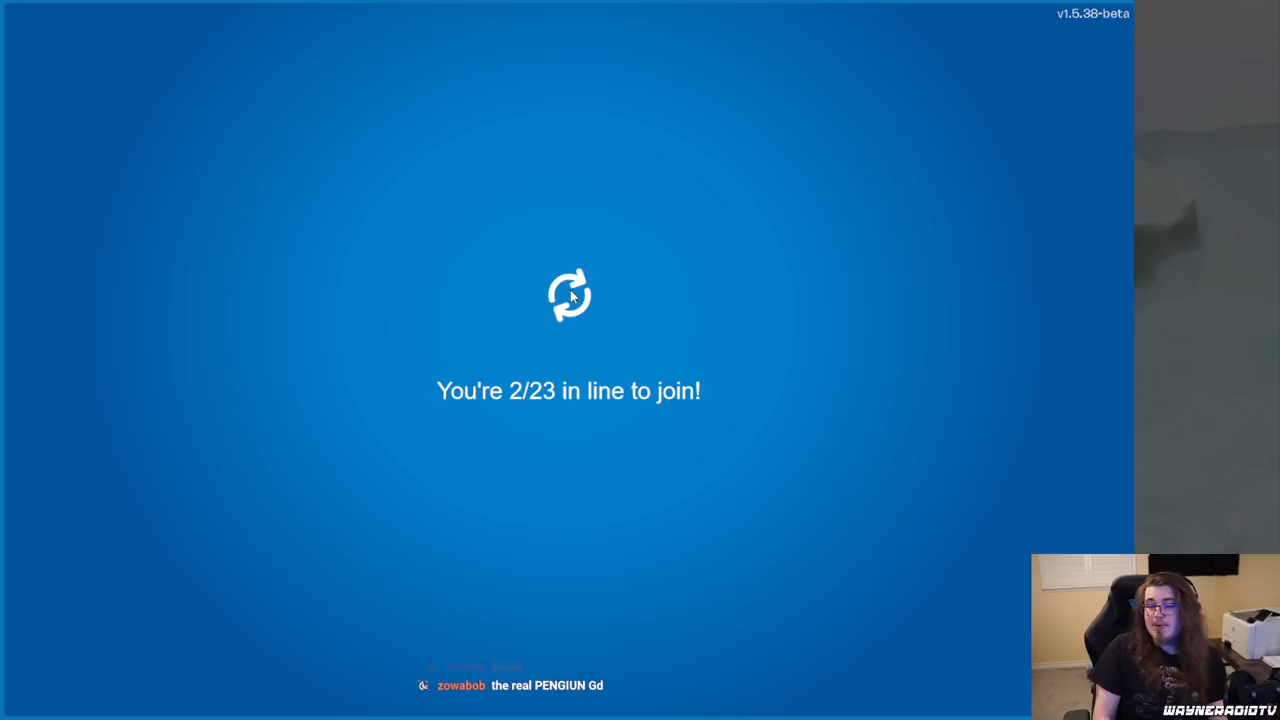 v1.5.38-beta
You're 2/23 in line to join!
zowabob the real PENGIUN Gd
WAYNERADIOTV